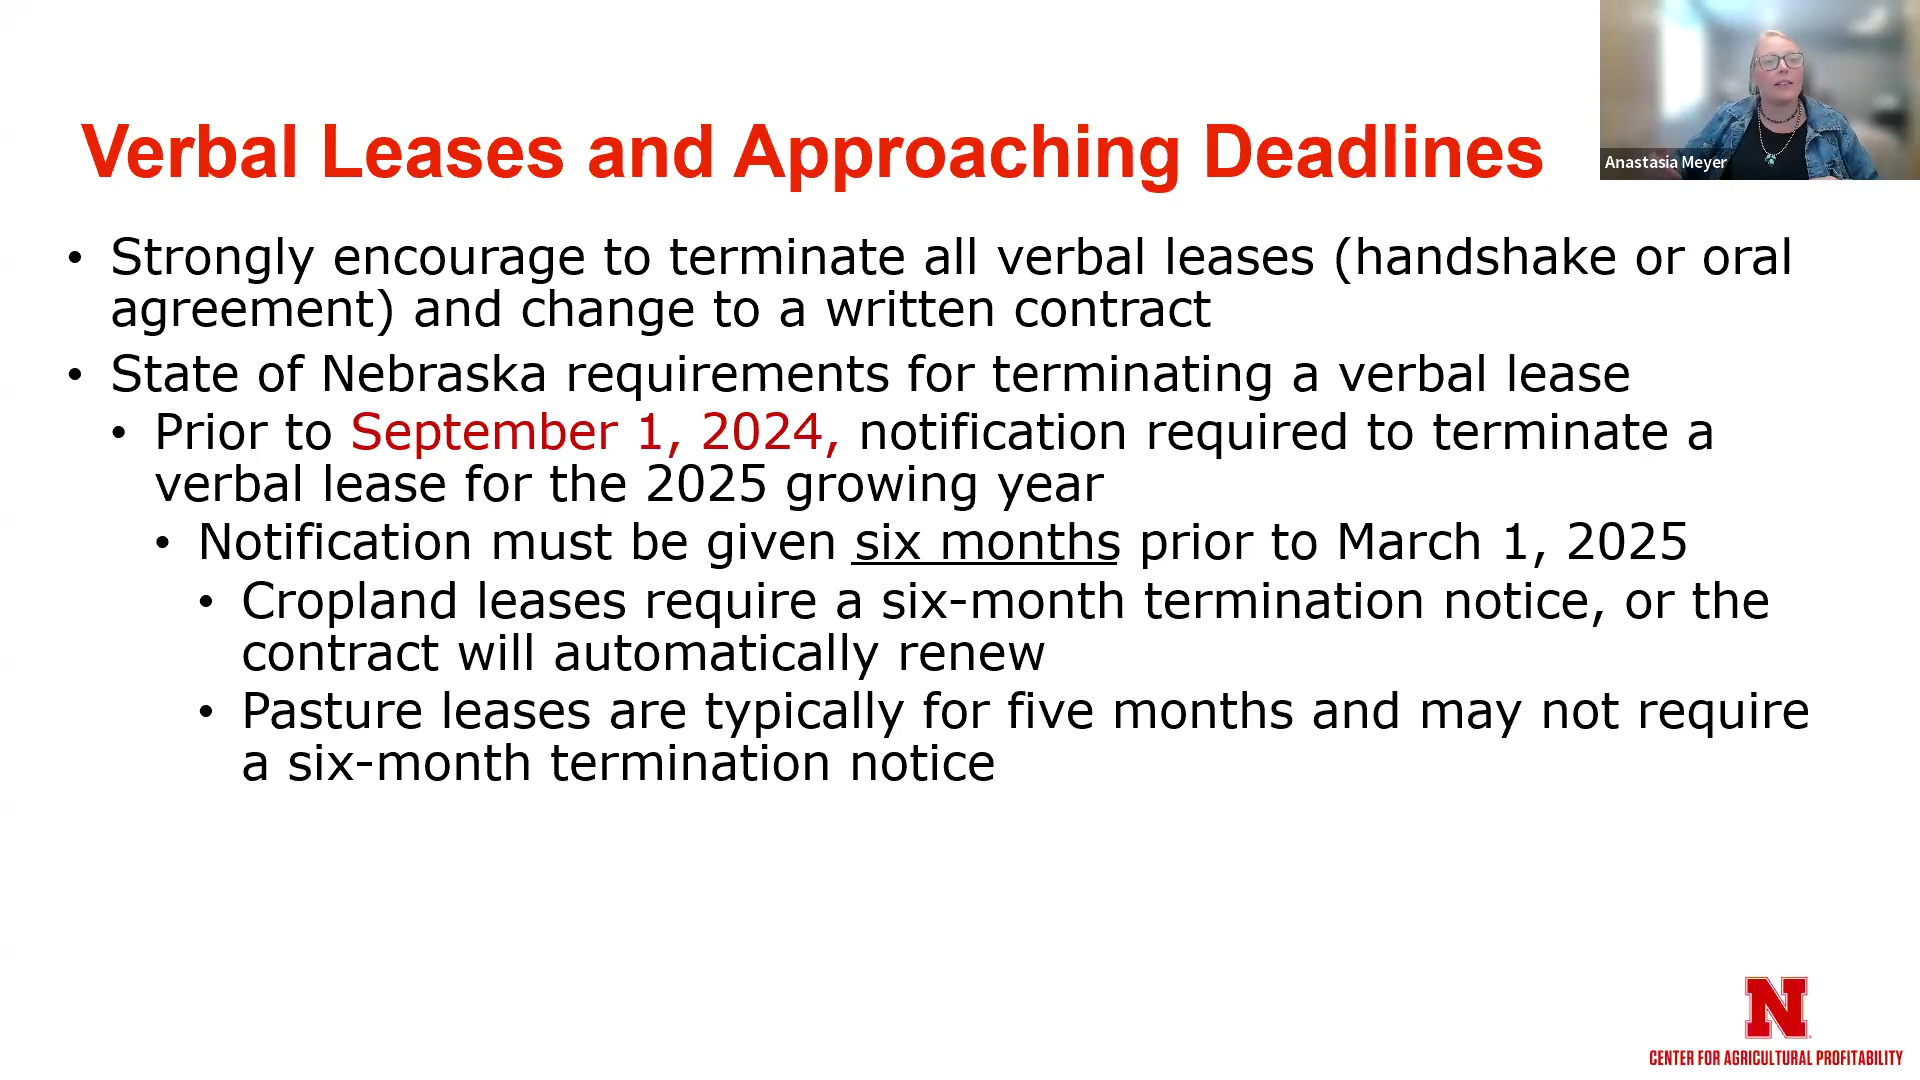 Verbal Leases and Approaching Deadlines
Anastasia Meyer
• Strongly encourage to terminate all verbal leases (handshake or oral
agreement) and change to a written contract
• State of Nebraska requirements for terminating a verbal lease
• Prior to September 1, 2024, notification required to terminate a
verbal lease for the 2025 growing year
• Notification must be given six months prior to March 1, 2025
• Cropland leases require a six-month termination notice, or the
contract will automatically renew
• Pasture leases are typically for five months and may not require
a six-month termination notice
N
CENTER FOR AGRICULTURAL PROFITABILITY